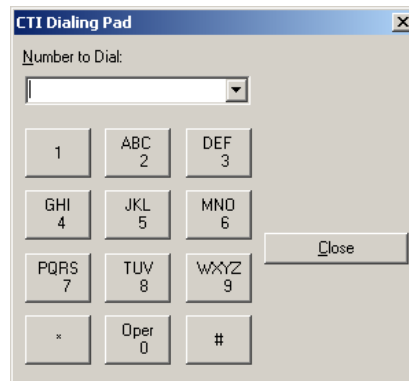 CTI Dialing Pad
Number to Dial:
1
ABC
2
DEF
3
GHI
4
JKL
5
MNO
6
Close
PQRS
7
TUV
8
WXYZ
9
*
Oper
0
#